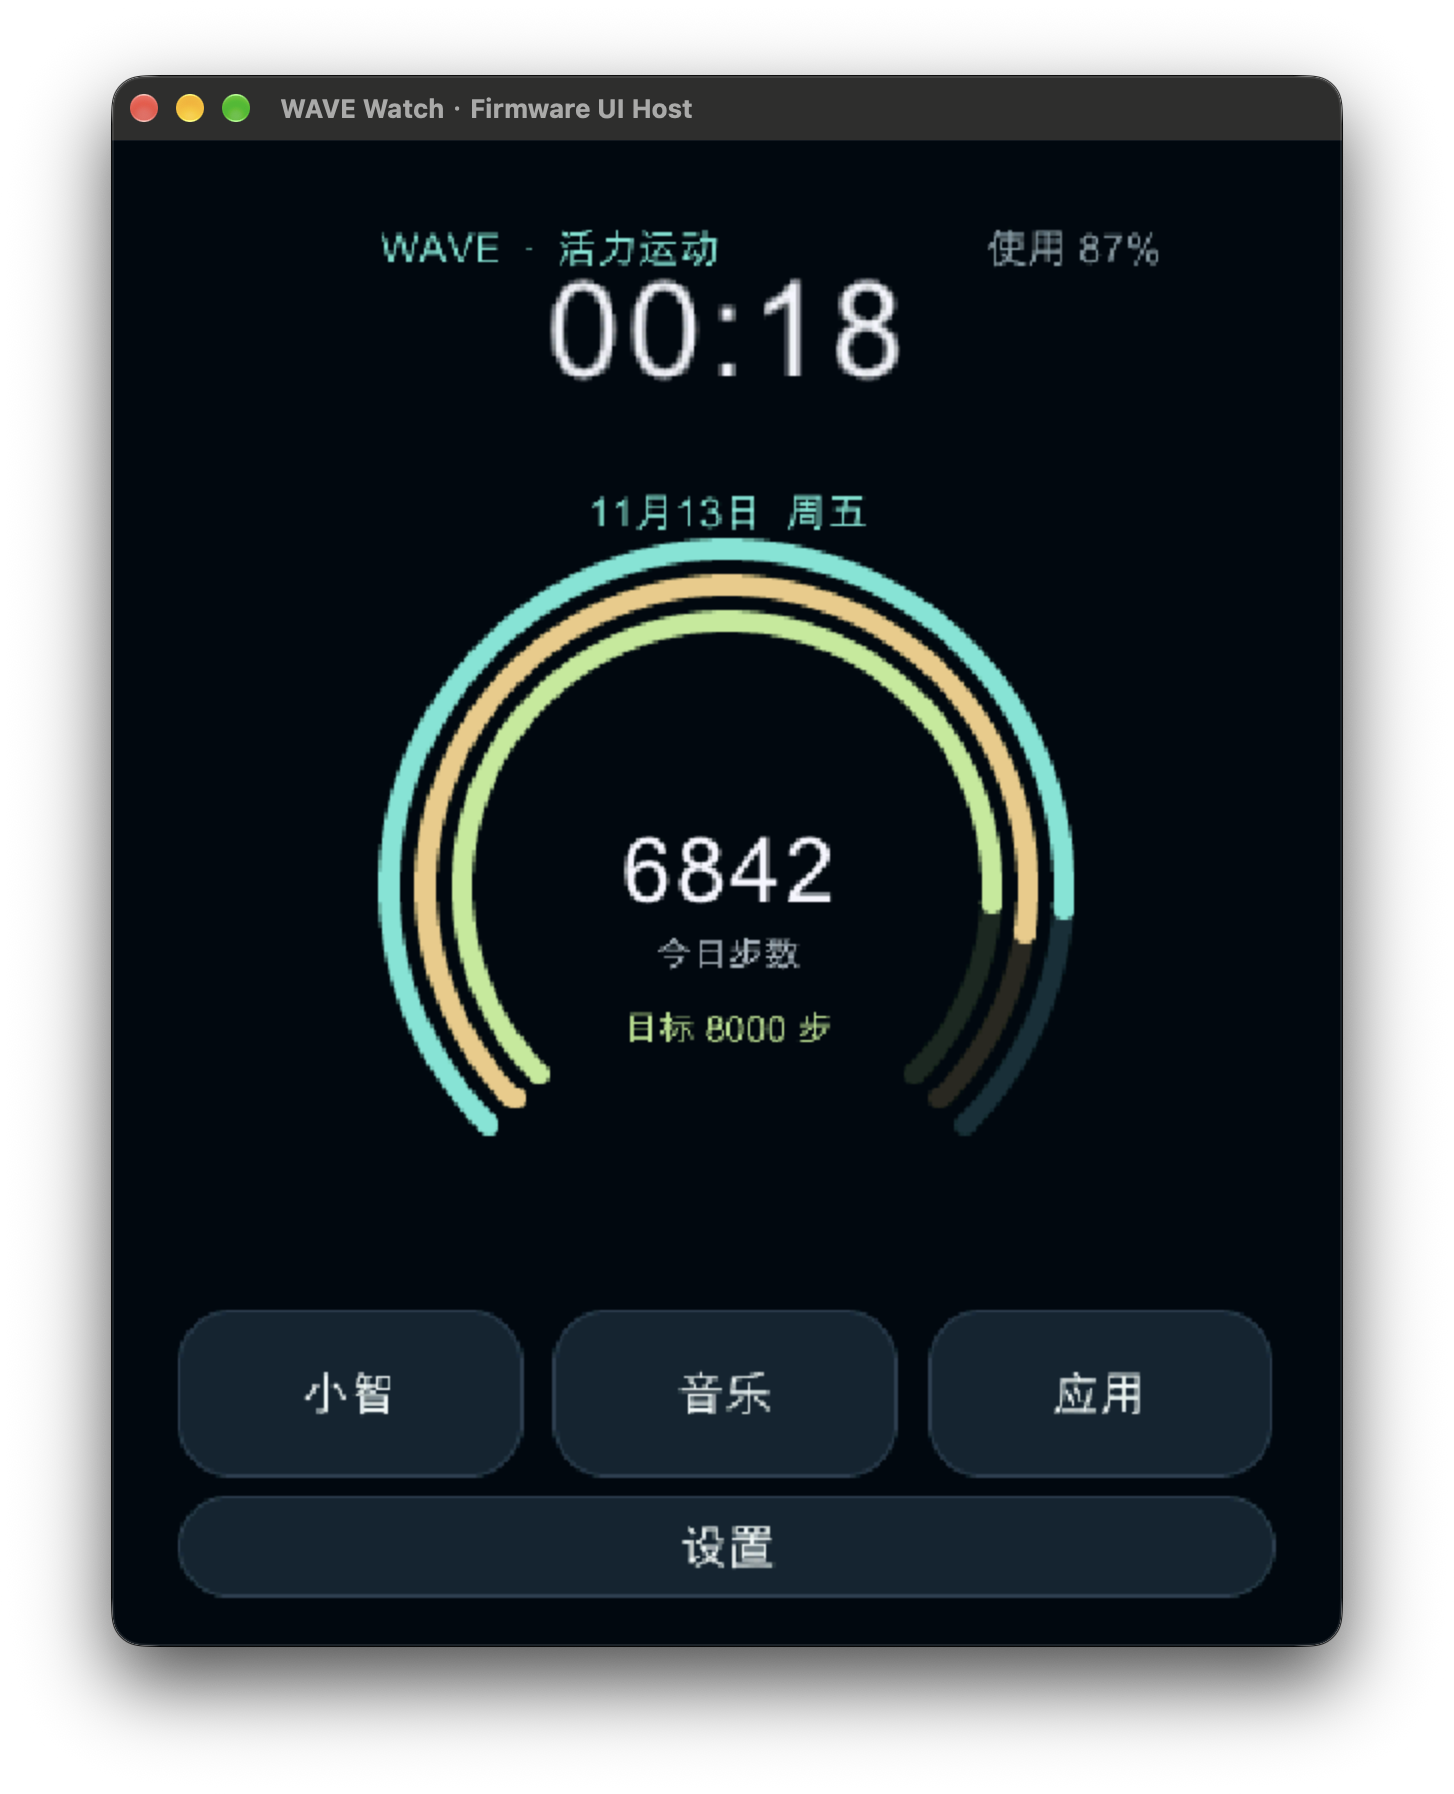 WAVE Watch · Firmware UI Host
WAVE · 活力运动 使用 87%
00:18
11月13日 周五
6842
今日步数
目标 8000 步
小智 音乐 应用
设置